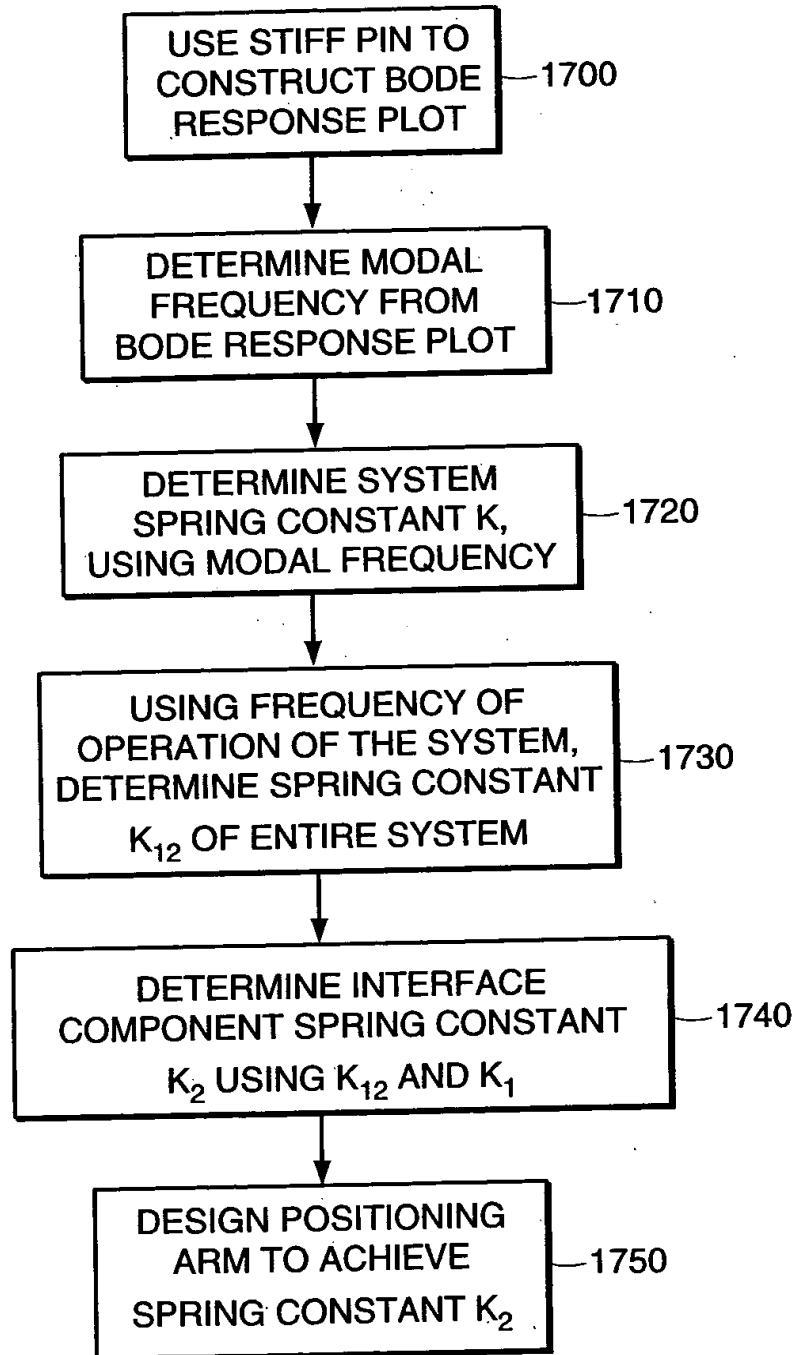 USE STIFF PIN TO
CONSTRUCT BODE
RESPONSE PLOT
1700
DETERMINE MODAL
FREQUENCY FROM
BODE RESPONSE PLOT
1710
DETERMINE SYSTEM
SPRING CONSTANT K,
USING MODAL FREQUENCY
1720
USING FREQUENCY OF
OPERATION OF THE SYSTEM,
DETERMINE SPRING CONSTANT
K₁₂ OF ENTIRE SYSTEM
1730
DETERMINE INTERFACE
COMPONENT SPRING CONSTANT
K₂ USING K₁₂ AND K₁
1740
DESIGN POSITIONING
ARM TO ACHIEVE
SPRING CONSTANT K₂
1750